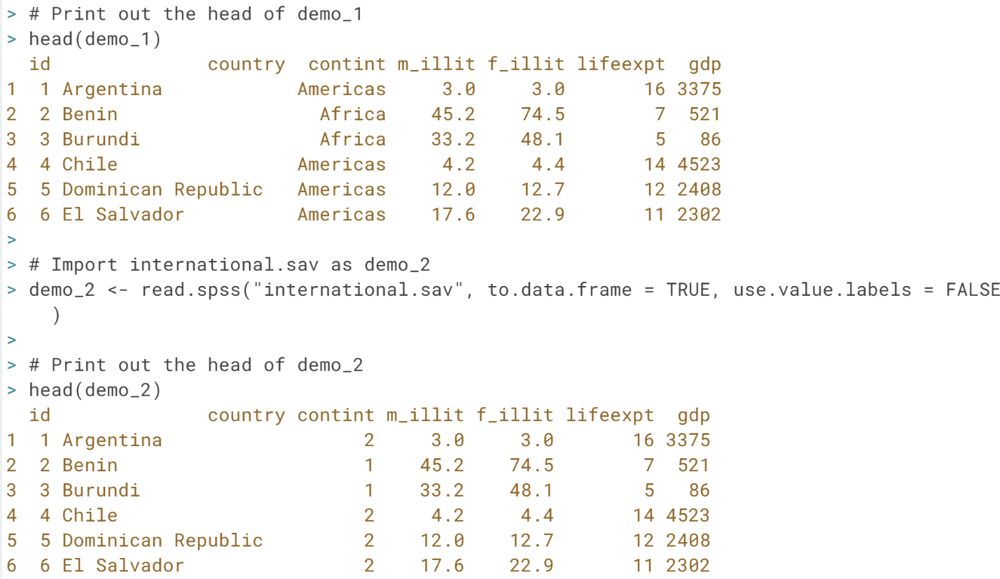 > # Print out the head of demo_1
> head(demo_1)
  id              country  contint m_illit f_illit lifeexpt  gdp
1  1 Argentina            Americas     3.0     3.0       16 3375
2  2 Benin                  Africa    45.2    74.5        7  521
3  3 Burundi                Africa    33.2    48.1        5   86
4  4 Chile                Americas     4.2     4.4       14 4523
5  5 Dominican Republic   Americas    12.0    12.7       12 2408
6  6 El Salvador          Americas    17.6    22.9       11 2302
>
> # Import international.sav as demo_2
> demo_2 <- read.spss("international.sav", to.data.frame = TRUE, use.value.labels = FALSE
    )
>
> # Print out the head of demo_2
> head(demo_2)
  id              country contint m_illit f_illit lifeexpt  gdp
1  1 Argentina                  2     3.0     3.0       16 3375
2  2 Benin                      1    45.2    74.5        7  521
3  3 Burundi                    1    33.2    48.1        5   86
4  4 Chile                      2     4.2     4.4       14 4523
5  5 Dominican Republic         2    12.0    12.7       12 2408
6  6 El Salvador                2    17.6    22.9       11 2302